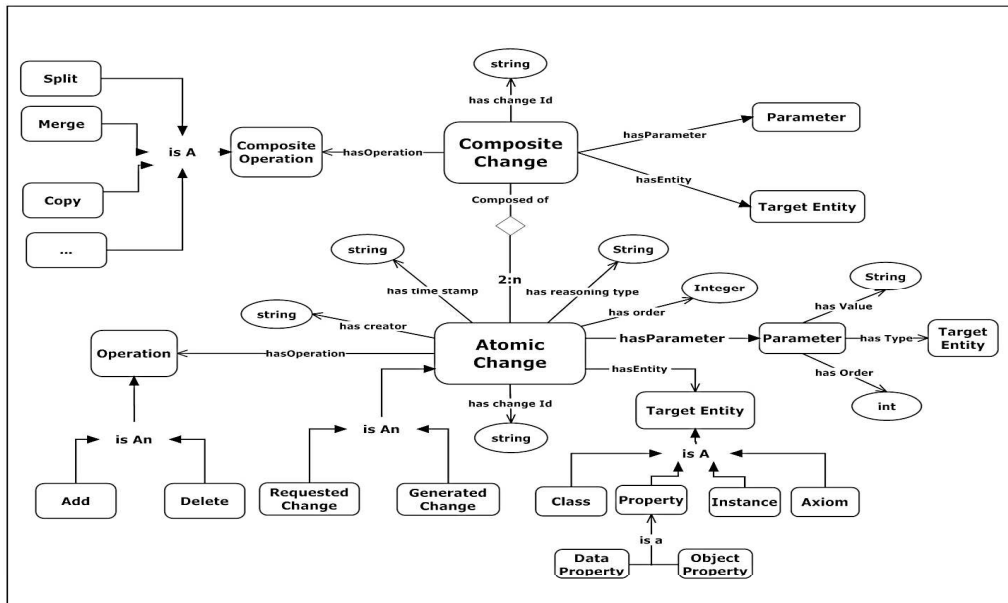 string
Split
has change Id
Parameter
Merge
Composite
Operation
is A
hasOperation
Composite
Change
hasParameter
hasEntity
Copy
Composed of
Target Entity
...
string
String
2:n
has time stamp
has reasoning type
Integer
String
string
has creator
has order
has Value
Operation
hasOperation
Atomic
Change
hasParameter
Parameter
has Type
Target
Entity
hasEntity
has Order
has change Id
Target Entity
int
is An
is An
string
is A
Add
Delete
Requested
Change
Generated
Change
Class
Property
Instance
Axiom
is a
Data
Property
Object
Property